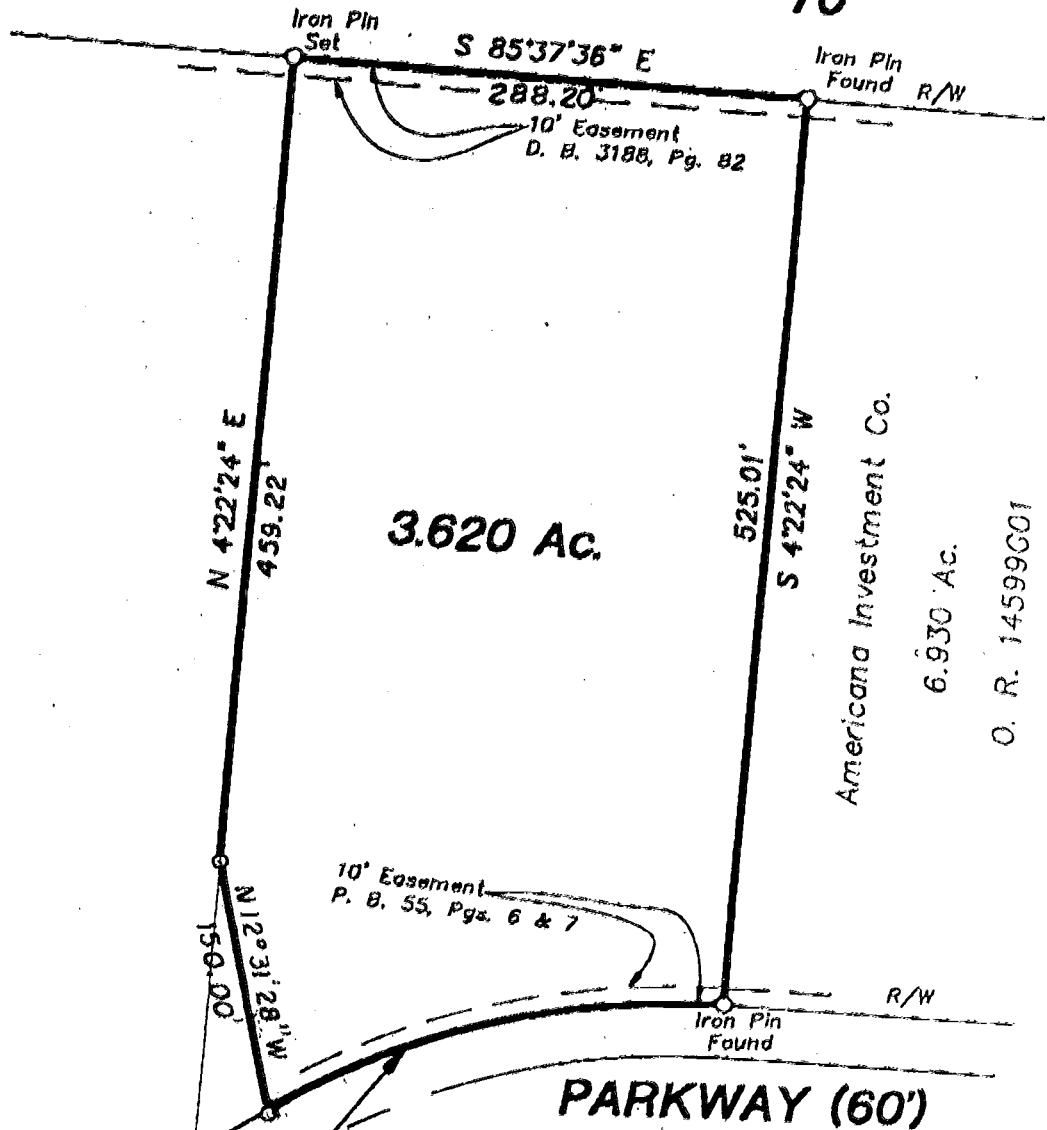 Iron Pin
Set
S 85°37'36" E
288.20'
Iron Pin
Found
R/W
10' Easement
D. B. 3188, Pg. 82
N 4°22'24" E
459.22'
3.620 Ac.
525.01'
S 4°22'24" W
Americana Investment Co.
6.930 Ac.
O. R. 14599G01
10' Easement
P. B. 55, Pgs. 6 & 7
N12°31'28"W
150.00'
R/W
Iron Pin
Found
PARKWAY (60')